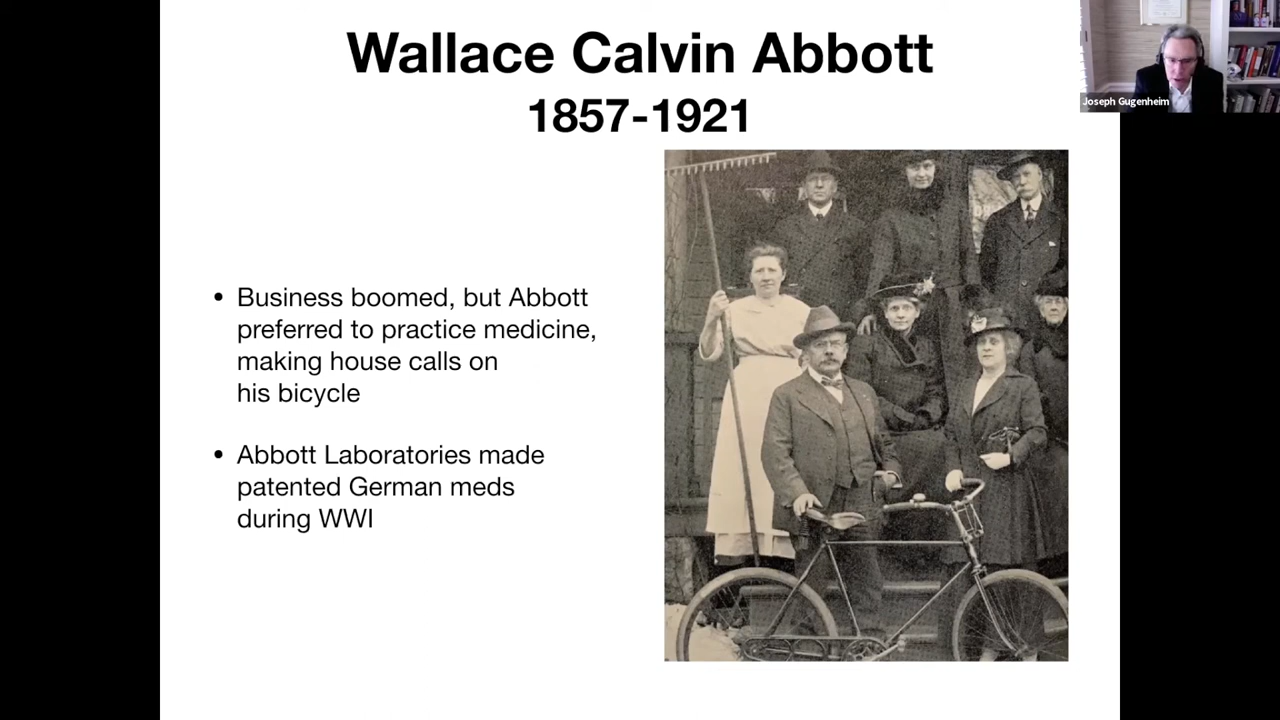 Wallace Calvin Abbott
1857-1921
Joseph Gugenheim
• Business boomed, but Abbott
preferred to practice medicine,
making house calls on
his bicycle
• Abbott Laboratories made
patented German meds
during WWI